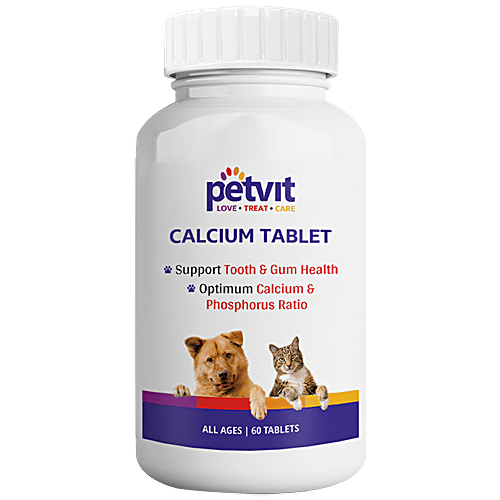 petvit
LOVE • TREAT • CARE
CALCIUM TABLET
Support Tooth & Gum Health
Optimum Calcium &
Phosphorus Ratio
ALL AGES | 60 TABLETS